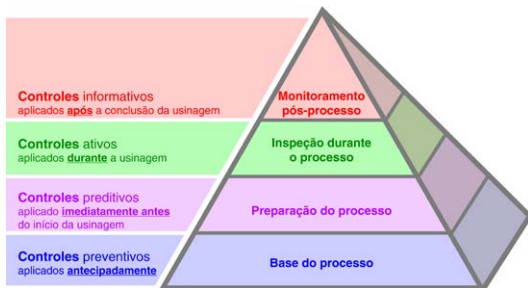 Controles informativos
aplicados após a conclusão da usinagem
Monitoramento
pós-processo
Controles ativos
aplicados durante a usinagem
Inspeção durante
o processo
Controles preditivos
aplicado imediatamente antes
do início da usinagem
Preparação do processo
Controles preventivos
aplicados antecipadamente
Base do processo